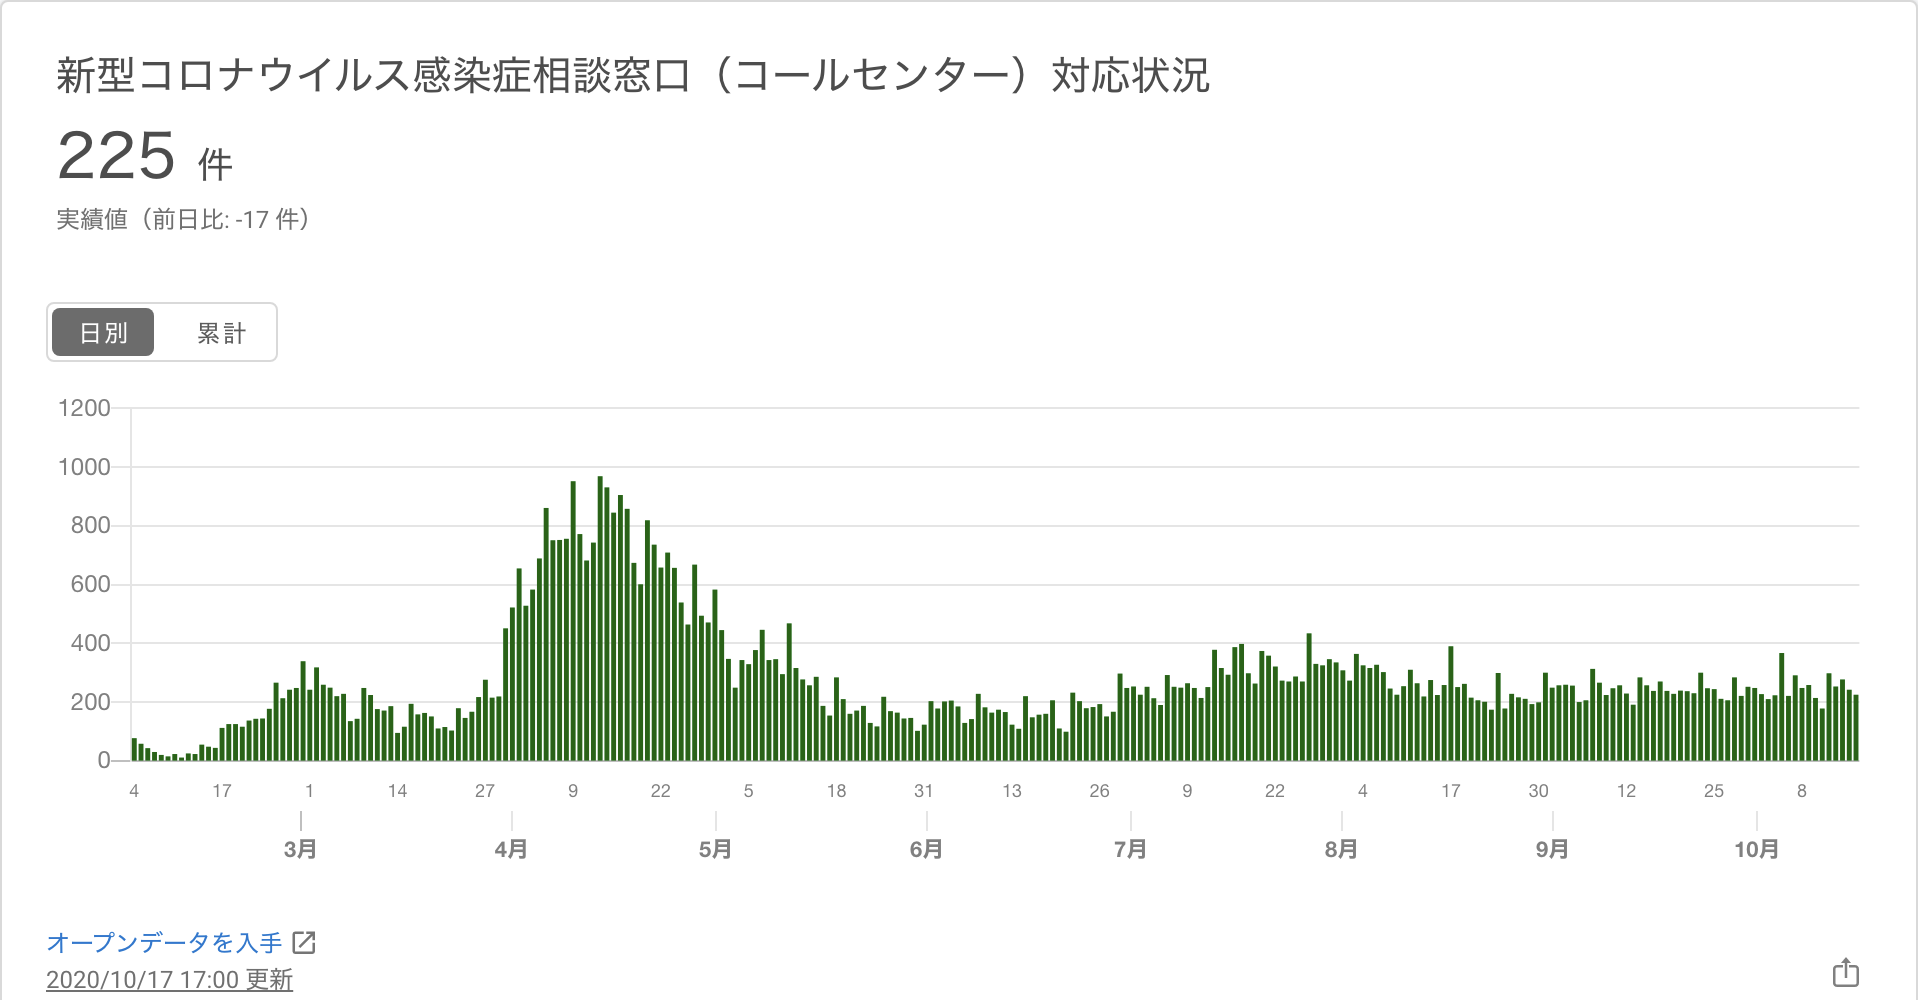 新型コロナウイルス感染症相談窓口（コールセンター）対応状況
225 件
実績値（前日比: -17 件）
日別 累計
1200
1000
800
600
400
200
0
4 17 1 14 27 9 22 5 18 31 13 26 9 22 4 17 30 12 25 8
3月 4月 5月 6月 7月 8月 9月 10月
オープンデータを入手
2020/10/17 17:00 更新